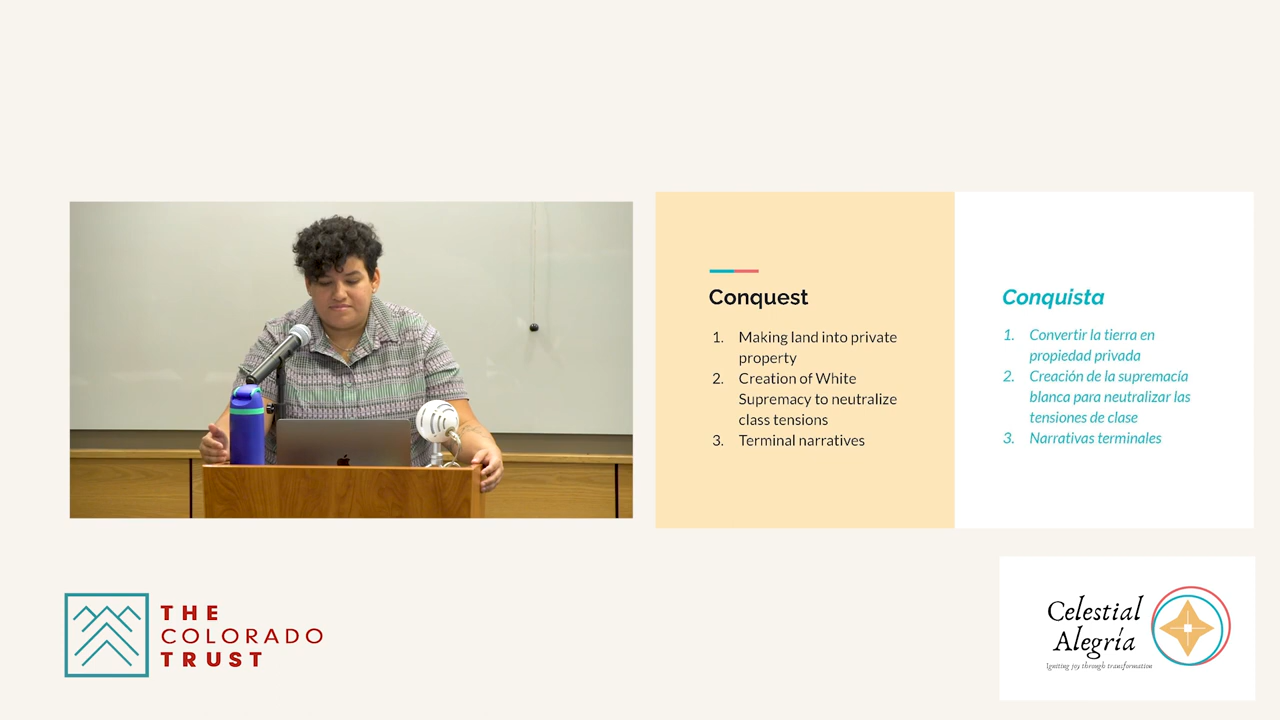 Conquest
1. Making land into private
property
2. Creation of White
Supremacy to neutralize
class tensions
3. Terminal narratives
Conquista
1. Convertir la tierra en
propiedad privada
2. Creación de la supremacía
blanca para neutralizar las
tensiones de clase
3. Narrativas terminales
THE
COLORADO
TRUST
Celestial
Alegría
Igniting joy through transformation